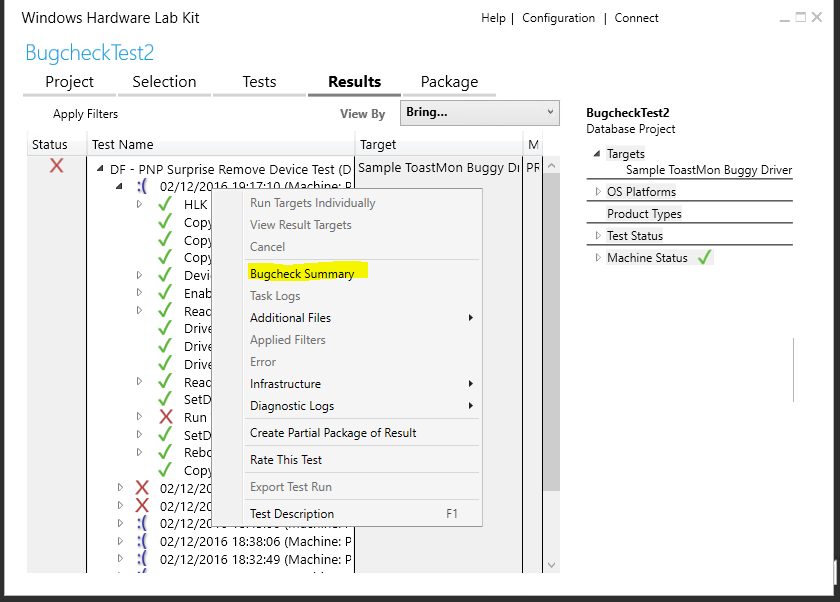 Windows Hardware Lab Kit
Help | Configuration | Connect
BugcheckTest2
Project Selection Tests Results Package
Apply Filters
View By Bring...
Status Test Name Target M
DF - PNP Surprise Remove Device Test (D Sample ToastMon Buggy Dri PR
:( 02/12/2016 19:17:10 (Machine: P
HLK
Copy
Copy
Copy
Devi
Enab
Reac
Drive
Drive
Drive
Reac
SetD
Run
SetD
Rebo
Copy
02/12/20
02/12/20
:(
:( 02/12/2016 18:38:06 (Machine: P
:( 02/12/2016 18:32:49 (Machine: P
Run Targets Individually
View Result Targets
Cancel
Bugcheck Summary
Task Logs
Additional Files
Applied Filters
Error
Infrastructure
Diagnostic Logs
Create Partial Package of Result
Rate This Test
Export Test Run
Test Description F1
BugcheckTest2
Database Project
Targets
Sample ToastMon Buggy Driver
OS Platforms
Product Types
Test Status
Machine Status